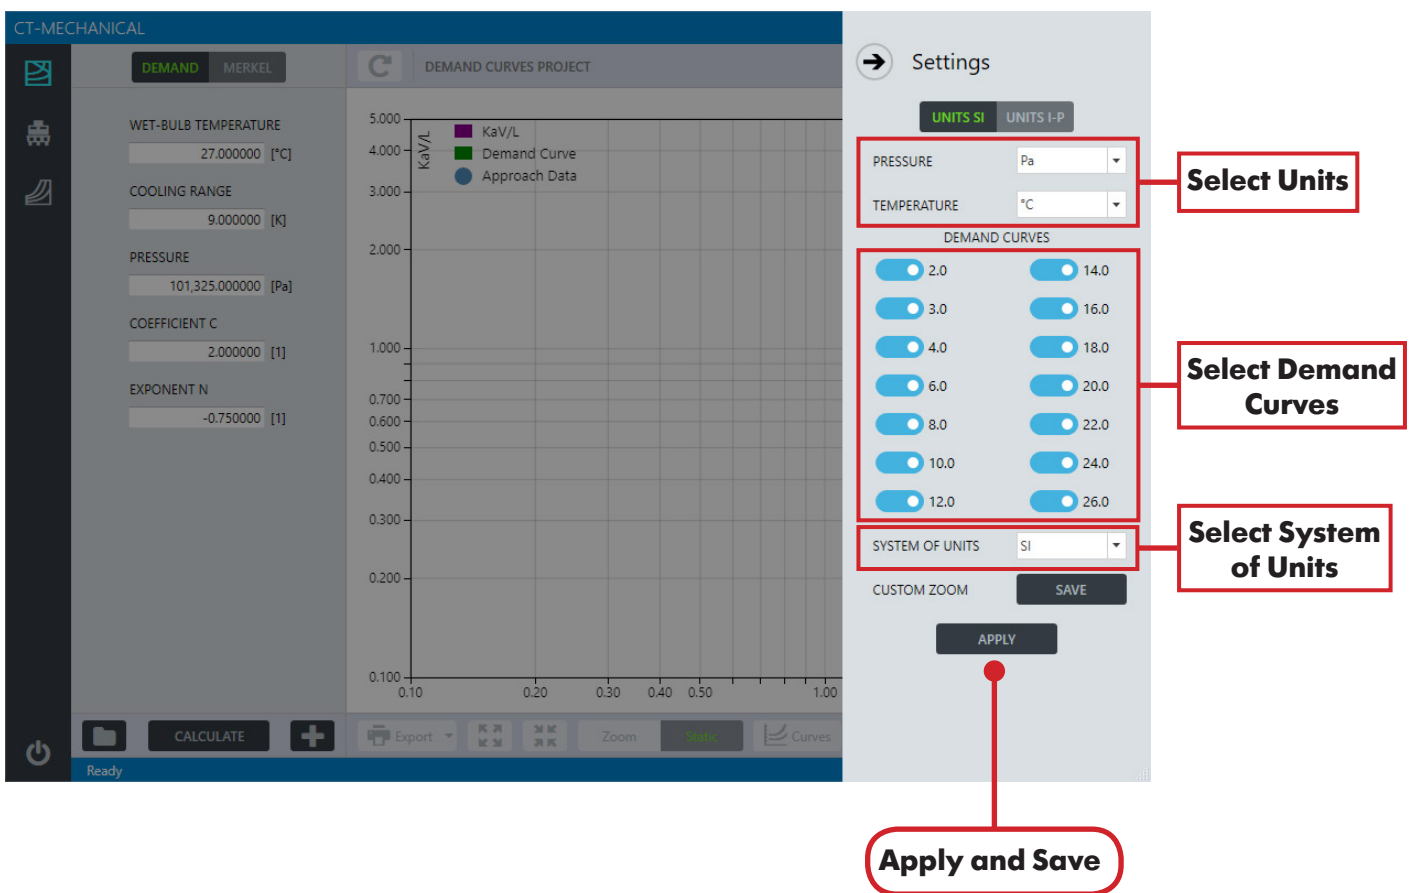 CT-MECHANICAL
DEMAND MERKEL
WET-BULB TEMPERATURE
27.000000 [°C]
COOLING RANGE
9.000000 [K]
PRESSURE
101,325.000000 [Pa]
COEFFICIENT C
2.000000 [1]
EXPONENT N
-0.750000 [1]
CALCULATE
Ready
DEMAND CURVES PROJECT
KaV/L
KaV/L
Demand Curve
Approach Data
5.000
4.000
3.000
2.000
1.000
0.700
0.600
0.500
0.400
0.300
0.200
0.100
0.10 0.20 0.30 0.40 0.50 1.00
Export Zoom Static Curves
Settings
UNITS SI UNITS I-P
PRESSURE Pa
TEMPERATURE °C
DEMAND CURVES
2.0 14.0
3.0 16.0
4.0 18.0
6.0 20.0
8.0 22.0
10.0 24.0
12.0 26.0
SYSTEM OF UNITS SI
CUSTOM ZOOM SAVE
APPLY
Select Units
Select Demand
Curves
Select System
of Units
Apply and Save